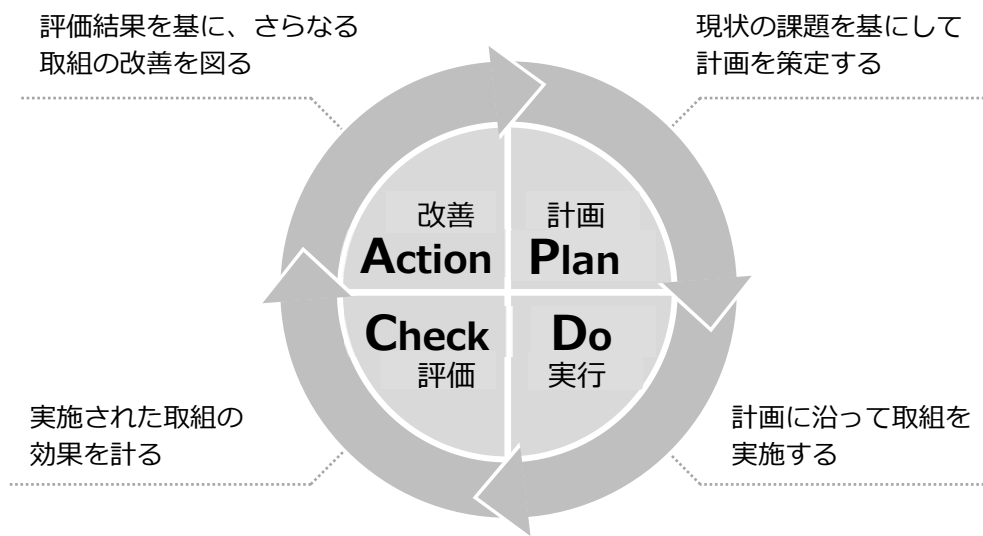 評価結果を基に、さらなる
取組の改善を図る
現状の課題を基にして
計画を策定する
改善
Action
計画
Plan
Check
評価
Do
実行
実施された取組の
効果を計る
計画に沿って取組を
実施する